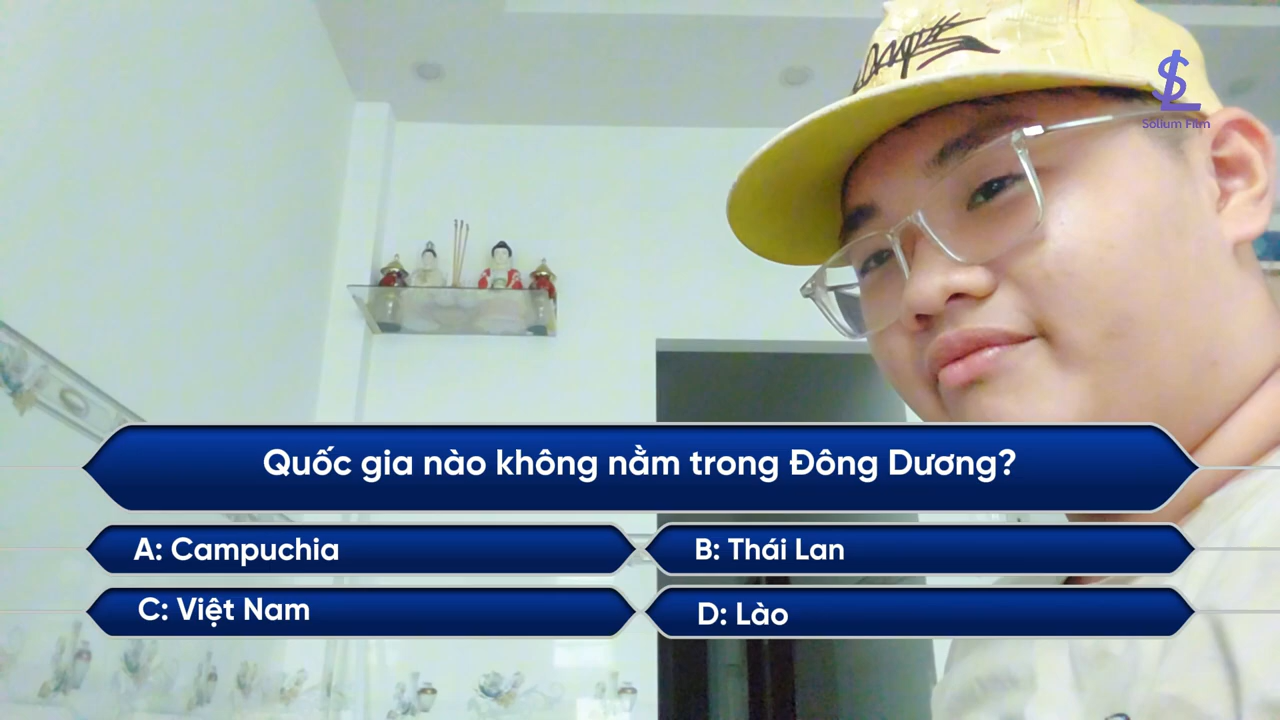 Solium Film
Quốc gia nào không nằm trong Đông Dương?
A: Campuchia
B: Thái Lan
C: Việt Nam
D: Lào